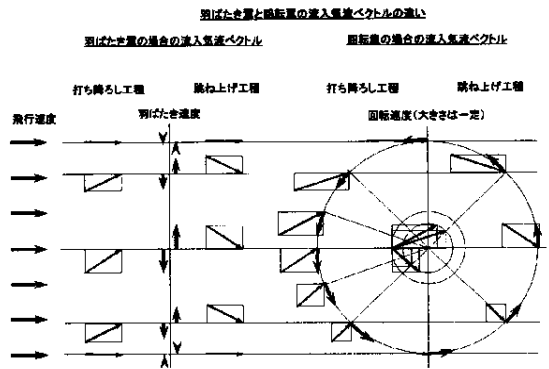 羽ばたき翼と回転翼の流入気流ベクトルの違い
羽ばたき翼の場合の流入気流ベクトル
回転翼の場合の流入気流ベクトル
打ち降ろし工種
跳ね上げ工種
打ち降ろし工種
跳ね上げ工種
飛行速度
羽ばたき速度
回転速度(大きさは一定)